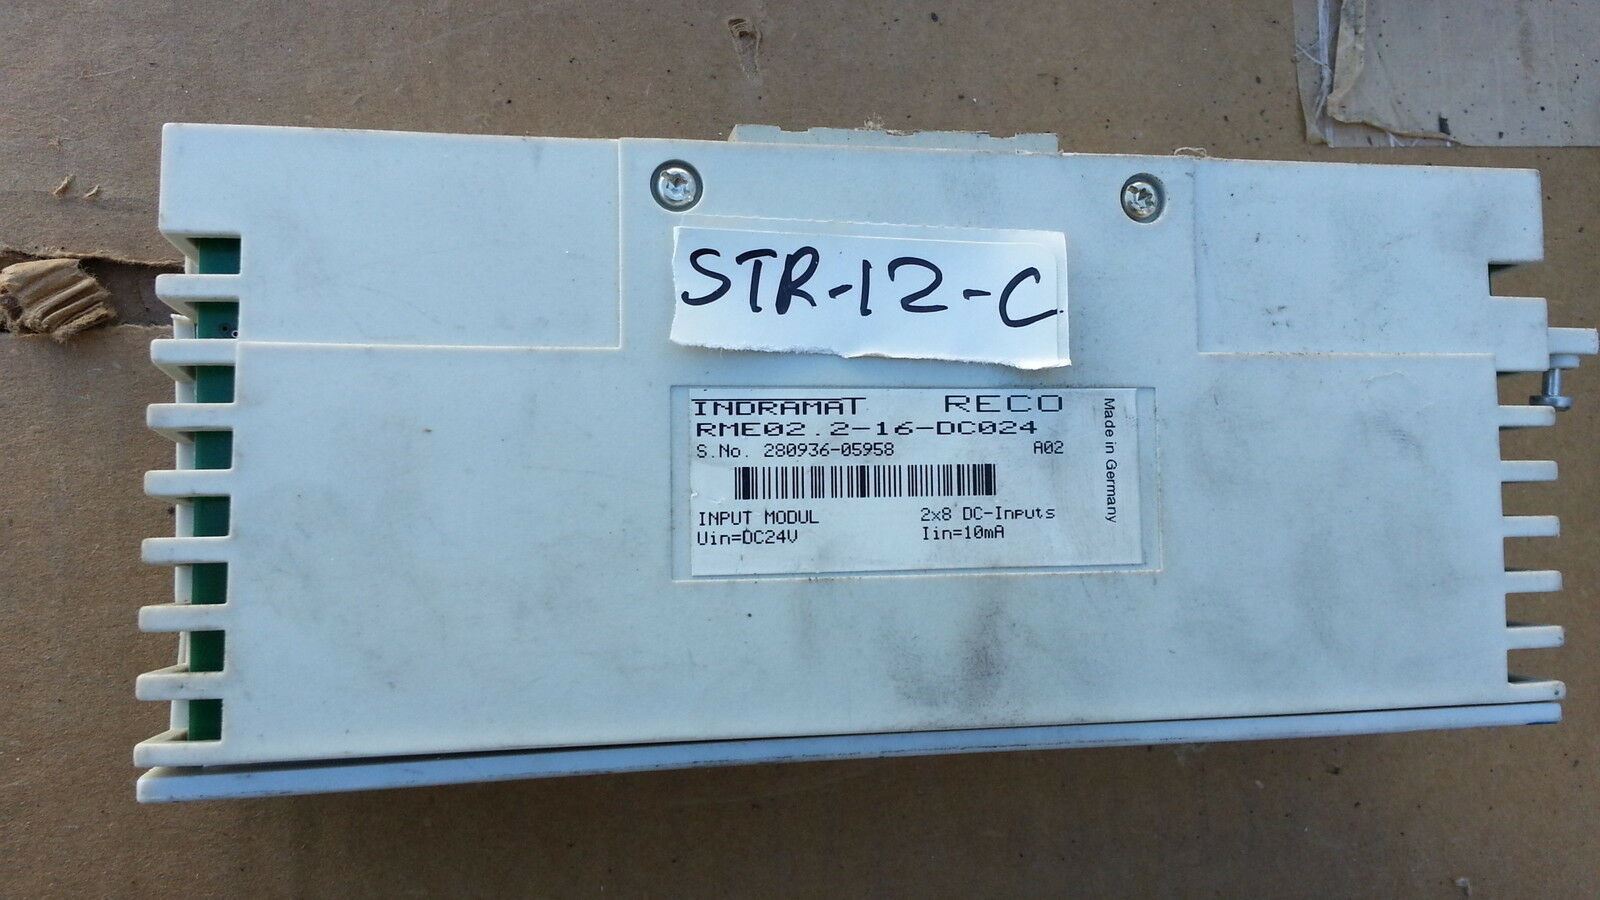 STR-12-C
INDRAMAT RECO
RME02.2-16-DC024
S.No. 280936-05958 A02
INPUT MODUL 2x8 DC-Inputs
Uin=DC24V Iin=10mA
Made in Germany